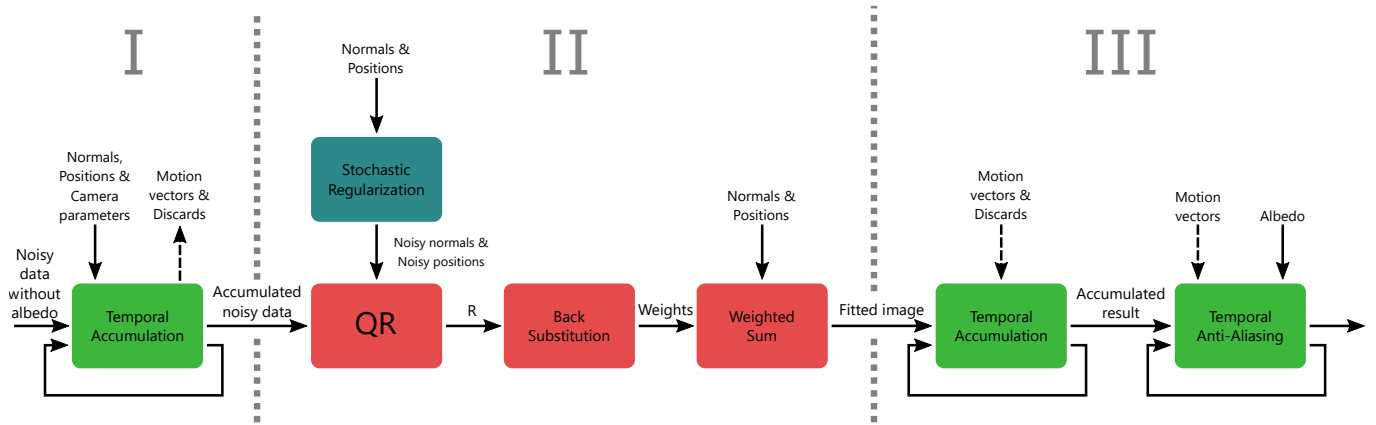 I
II
III
Normals &
Positions
Normals,
Positions &
Camera
parameters
Motion
vectors &
Discards
Stochastic
Regularization
Noisy normals &
Noisy positions
Normals &
Positions
Motion
vectors &
Discards
Motion
vectors
Albedo
Noisy
data
without
albedo
Temporal
Accumulation
Accumulated
noisy data
QR
R
Back
Substitution
Weights
Weighted
Sum
Fitted image
Temporal
Accumulation
Accumulated
result
Temporal
Anti-Aliasing